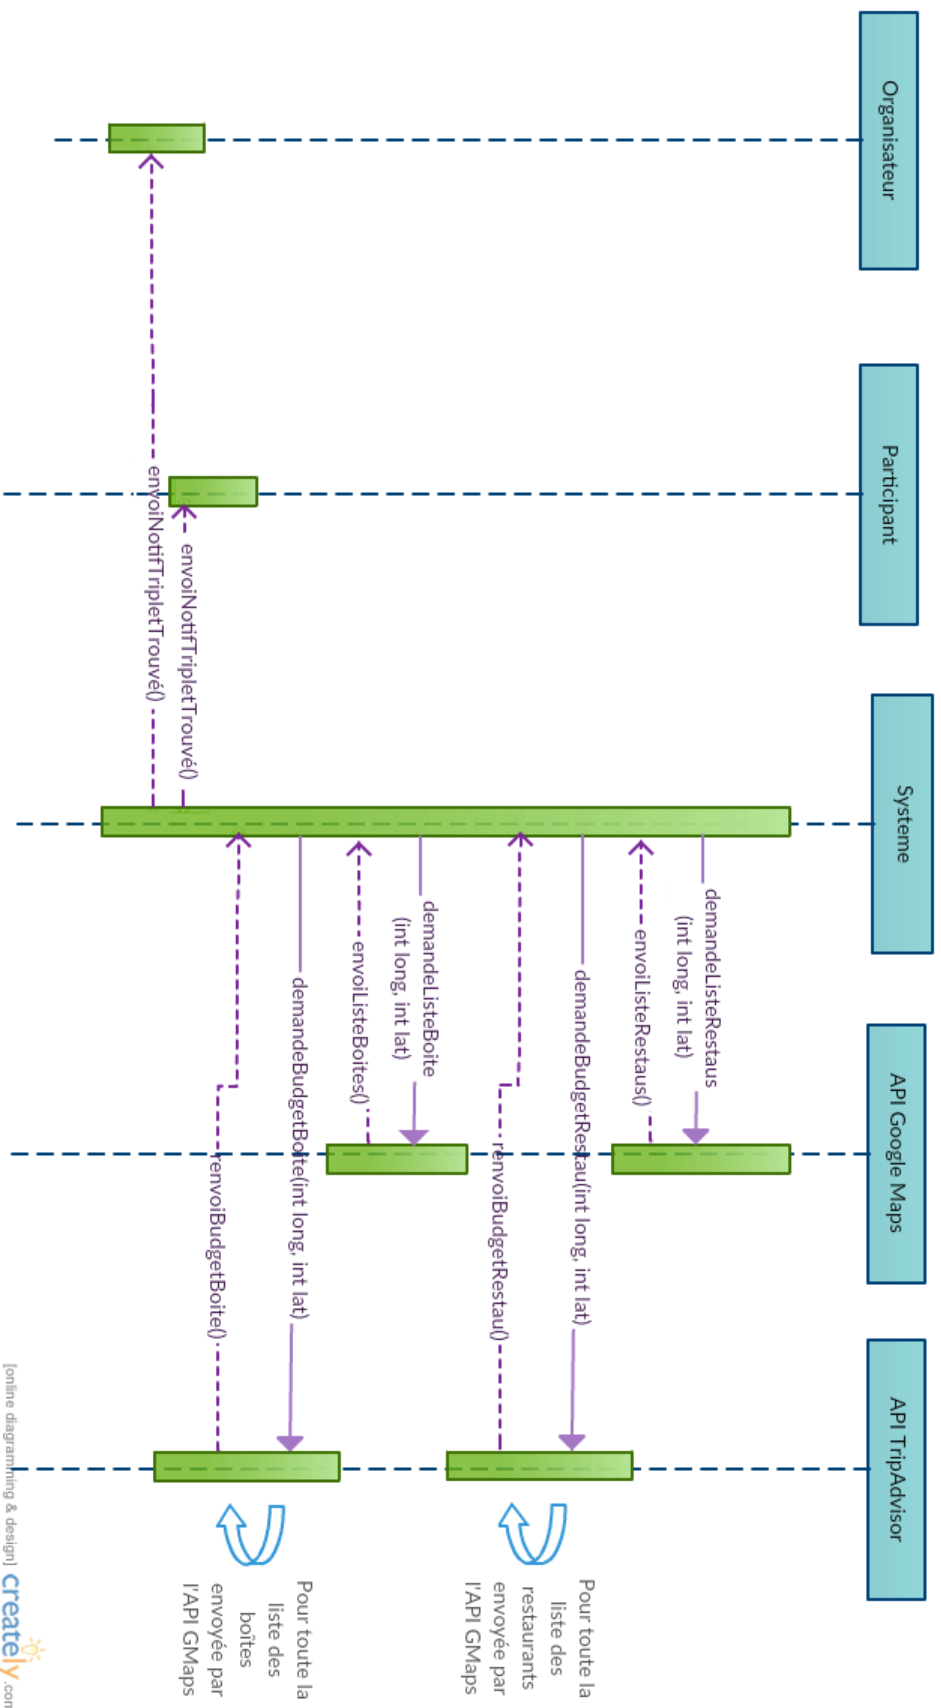 Organisateur
Participant
Systeme
API Google Maps
API TripAdvisor
demandeListeRestaus
(int long, int lat)
envoiListeRestaus()
demandeBudgetRestau(int long, int lat)
renvoiBudgetRestau()
Pour toute la
liste des
restaurants
envoyée par
l'API GMaps
demandeListeBoite
(int long, int lat)
envoiListeBoites()
demandeBudgetBoite(int long, int lat)
renvoiBudgetBoite()
Pour toute la
liste des
boîtes
envoyée par
l'API GMaps
envoiNotifTripletTrouvé()
envoiNotifTripletTrouvé()
[online diagramming & design] creately.com